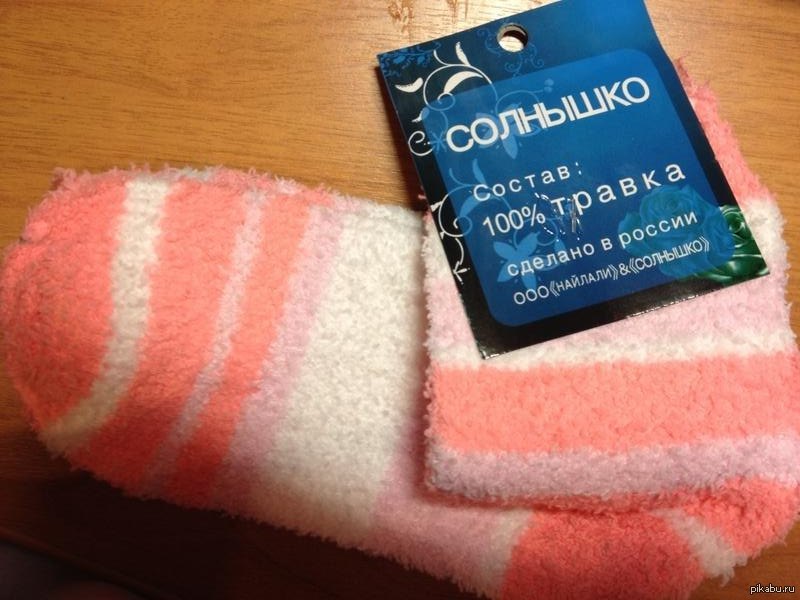 СОЛНЫШКО
Состав:
100% травка
сделано в россии
ООО《НАЙЛАЛИ》&《СОЛНЫШКО》
pikabu.ru